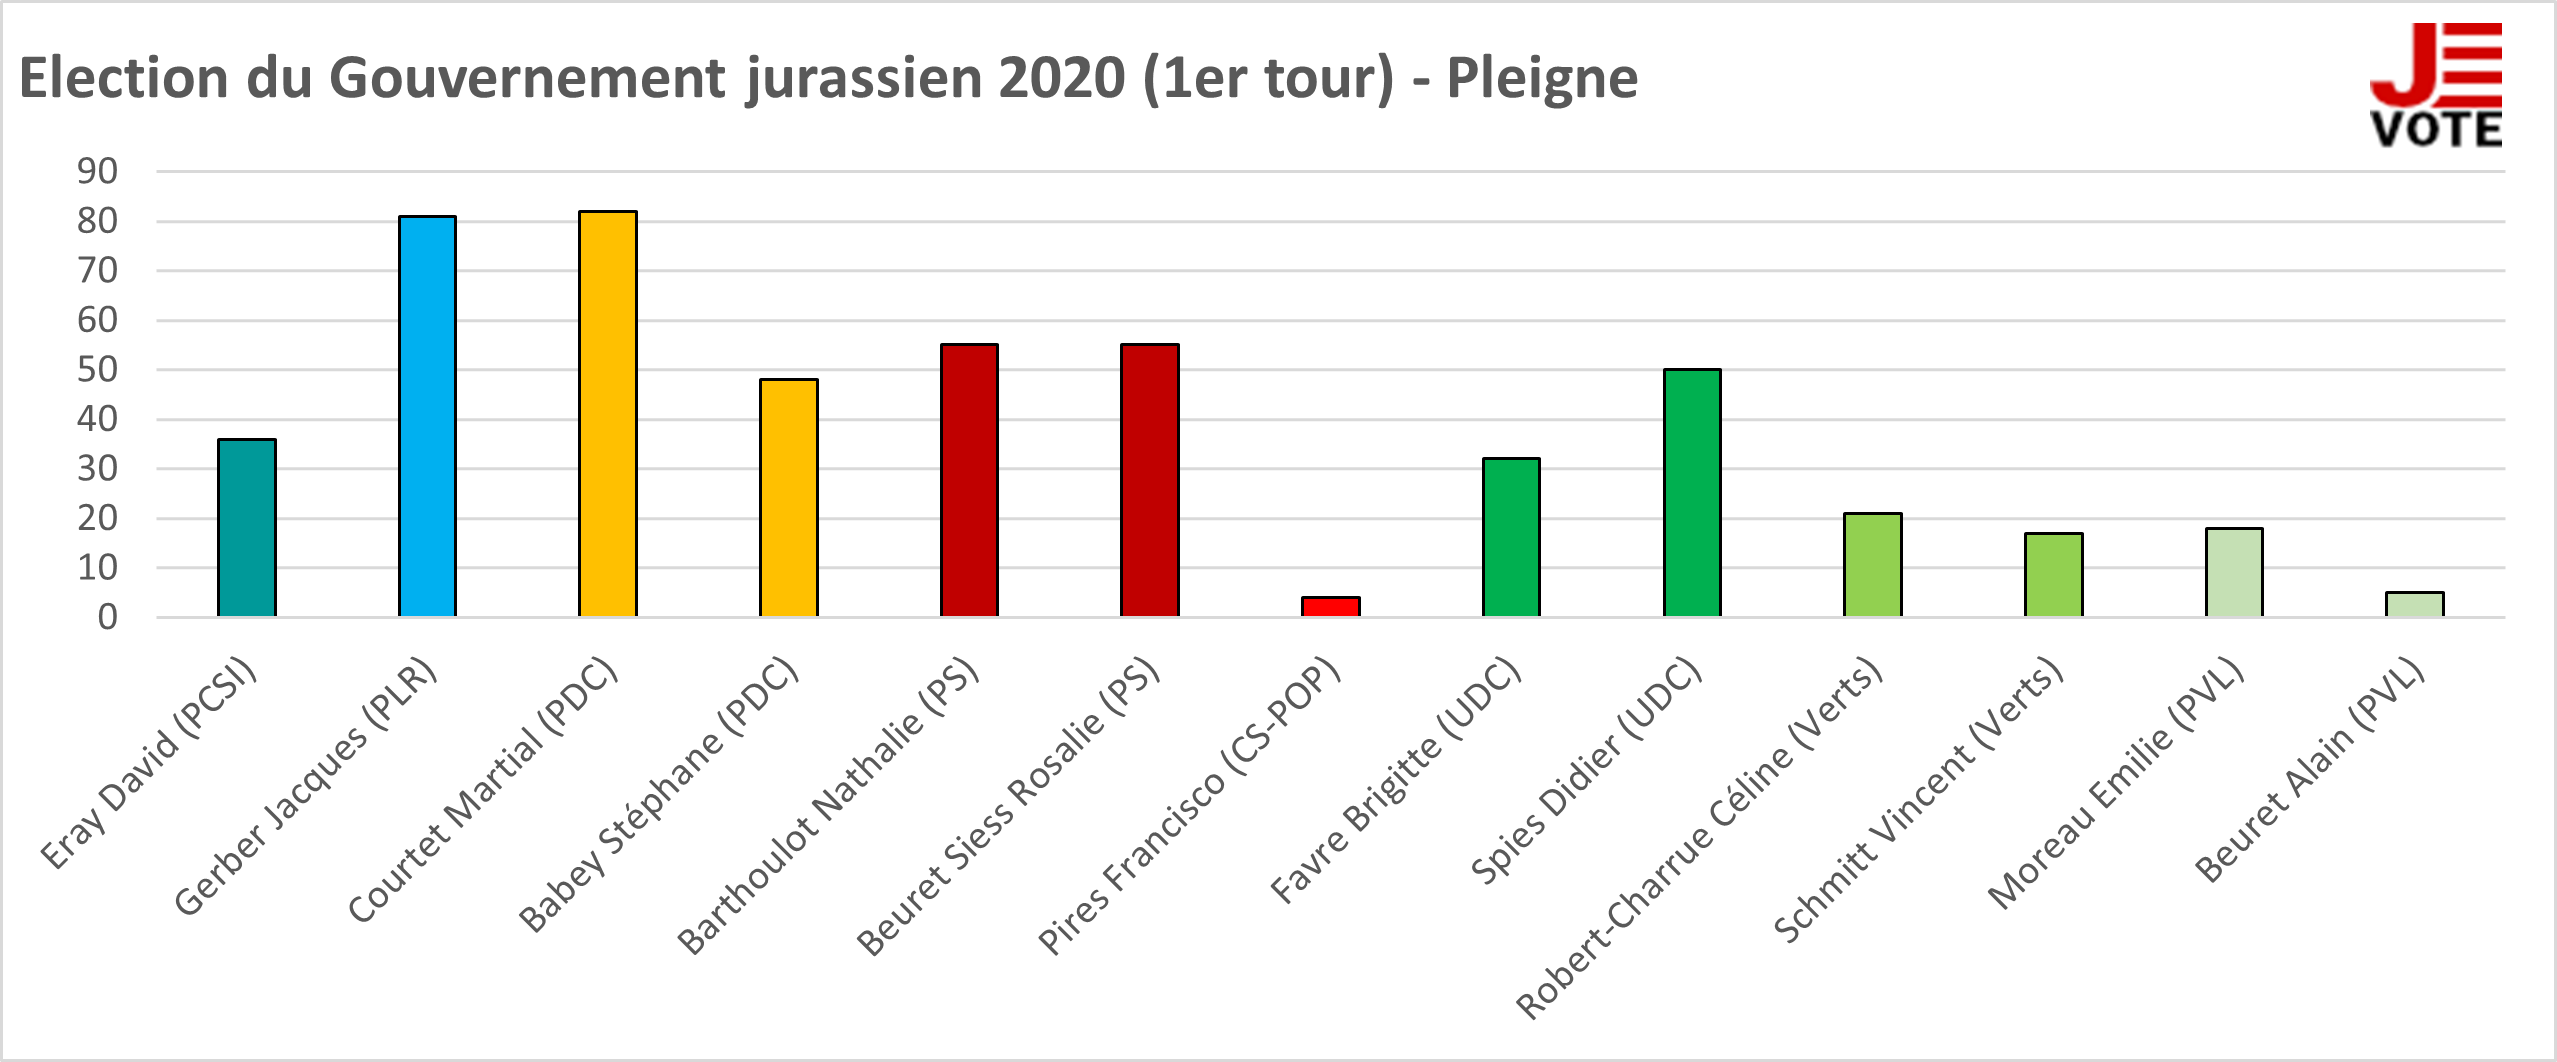 Election du Gouvernement jurassien 2020 (1er tour) - Pleigne
JE
VOTE
90
80
70
60
50
40
30
20
10
0
Eray David (PCSI)
Gerber Jacques (PLR)
Courtet Martial (PDC)
Babey Stéphane (PDC)
Barthoulot Nathalie (PS)
Beuret Siess Rosalie (PS)
Pires Francisco (CS-POP)
Favre Brigitte (UDC)
Spies Didier (UDC)
Robert-Charrue Céline (Verts)
Schmitt Vincent (Verts)
Moreau Emilie (PVL)
Beuret Alain (PVL)